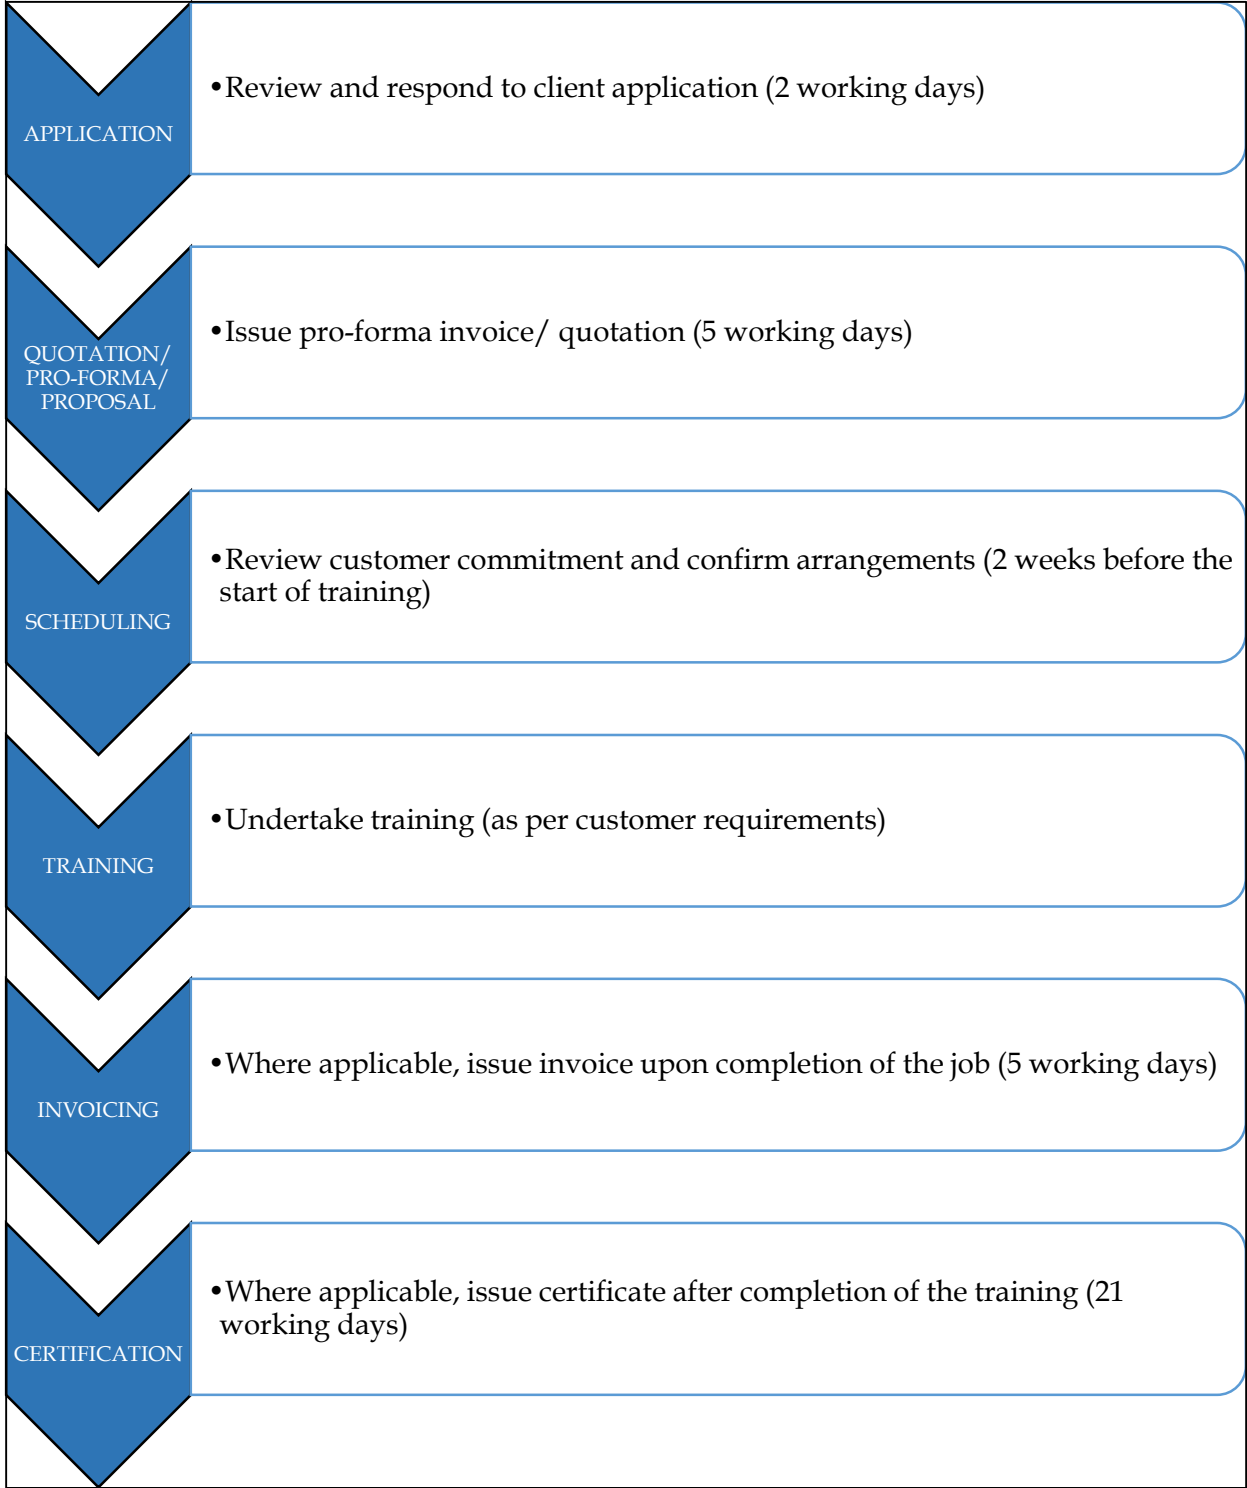 APPLICATION
•Review and respond to client application (2 working days)
QUOTATION/
PRO-FORMA/
PROPOSAL
•Issue pro-forma invoice/ quotation (5 working days)
SCHEDULING
•Review customer commitment and confirm arrangements (2 weeks before the
start of training)
TRAINING
•Undertake training (as per customer requirements)
INVOICING
•Where applicable, issue invoice upon completion of the job (5 working days)
CERTIFICATION
•Where applicable, issue certificate after completion of the training (21
working days)